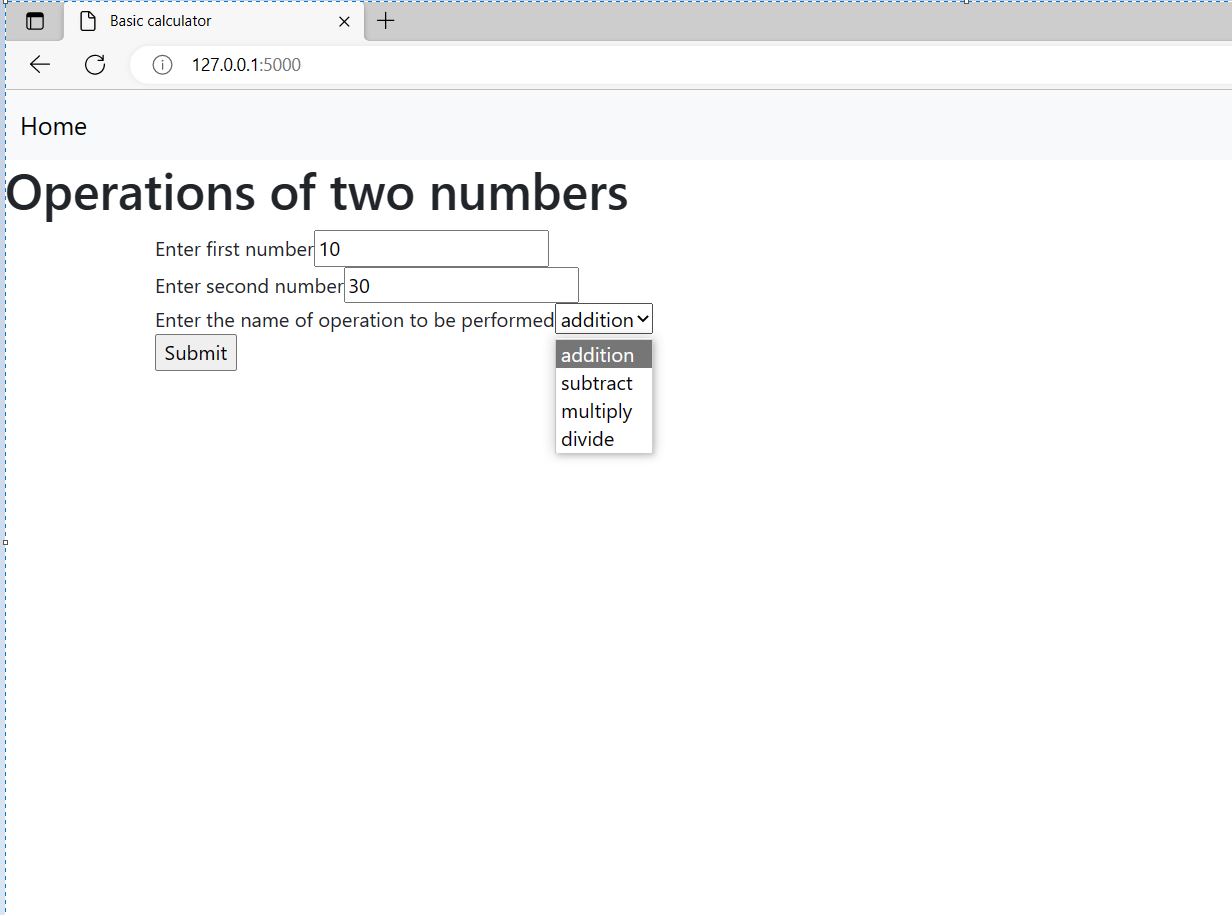 Basic calculator
127.0.0.1:5000
Home
Operations of two numbers
Enter first number 10
Enter second number 30
Enter the name of operation to be performed addition
Submit
addition
subtract
multiply
divide